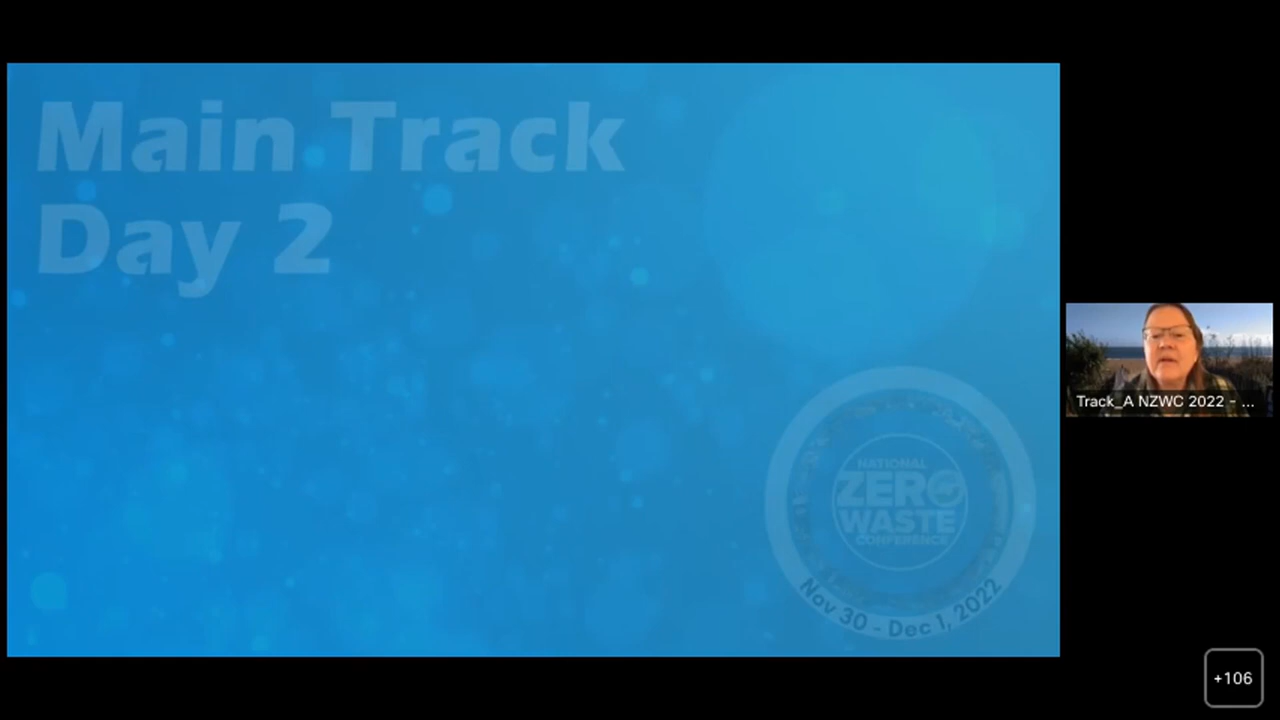 Main Track
Day 2
NATIONAL
ZERO
WASTE
CONFERENCE
Nov 30 - Dec 1, 2022
Track_A NZWC 2022 - ...
+106